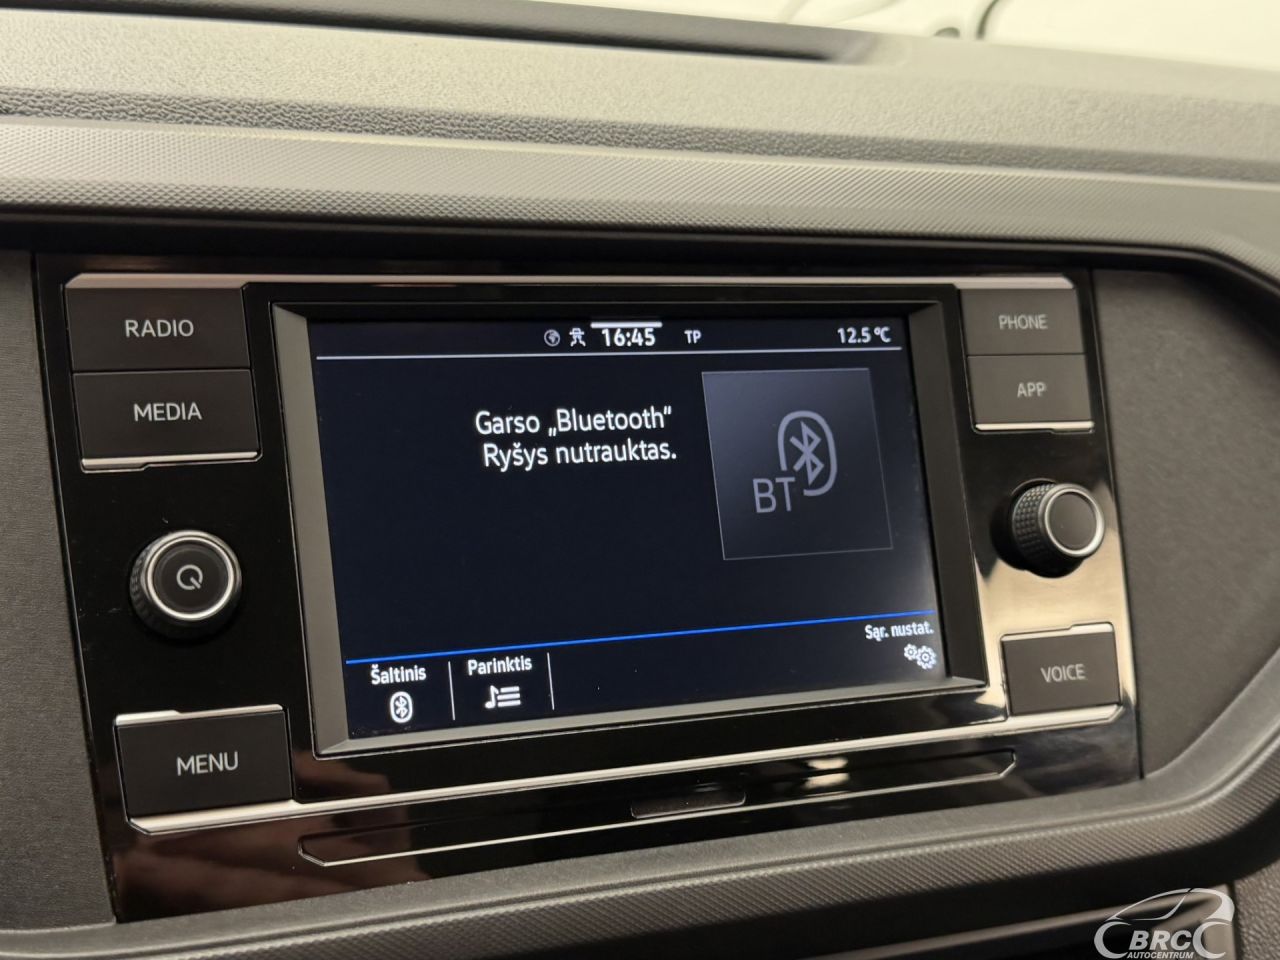 RADIO
MEDIA
MENU
16:45
TP
12.5 °C
Garso „Bluetooth“
Ryšys nutrauktas.
BT
Šaltinis
Parinktis
Sąr. nustat.
PHONE
APP
VOICE
BRC
AUTOCENTRUM